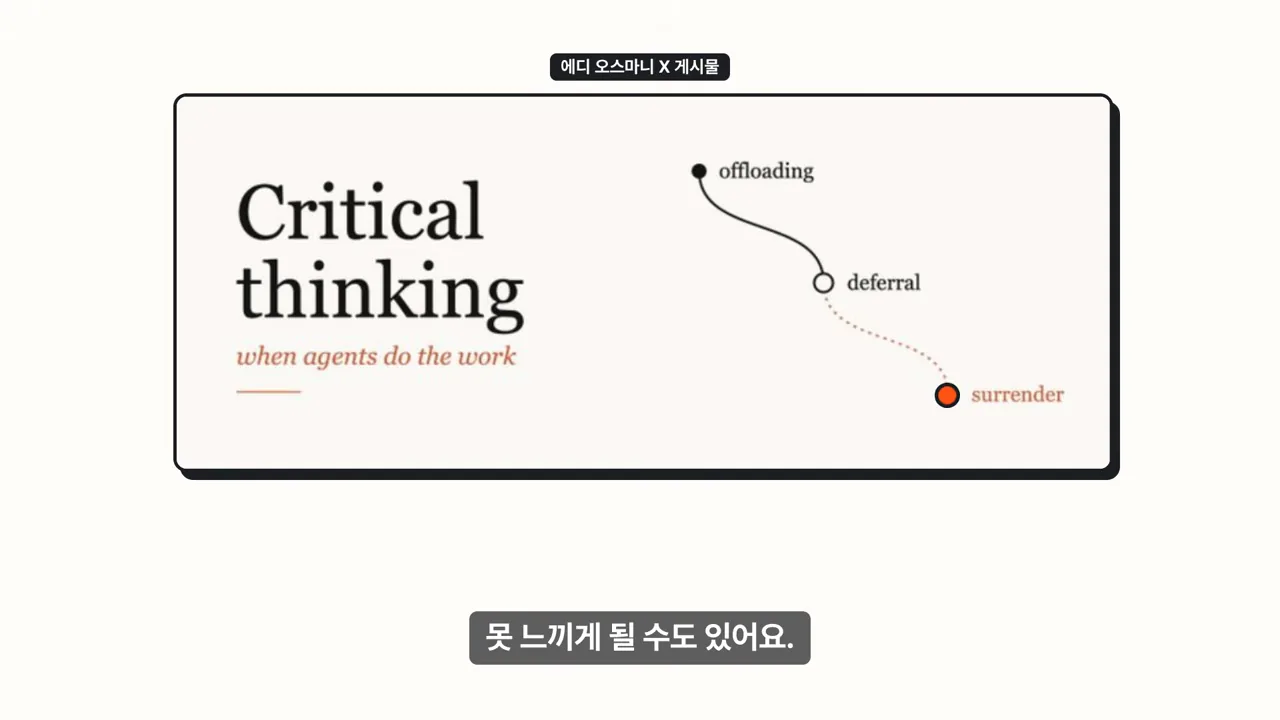 에디 오스마니 X 게시물
Critical
thinking
when agents do the work
offloading
deferral
surrender
못 느끼게 될 수도 있어요.